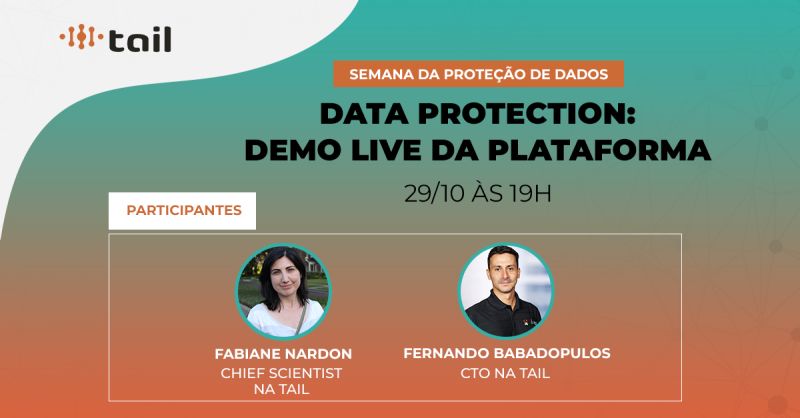 tail
SEMANA DA PROTEÇÃO DE DADOS
DATA PROTECTION:
DEMO LIVE DA PLATAFORMA
29/10 ÀS 19H
PARTICIPANTES
FABIANE NARDON
CHIEF SCIENTIST
NA TAIL
FERNANDO BABADOPULOS
CTO NA TAIL